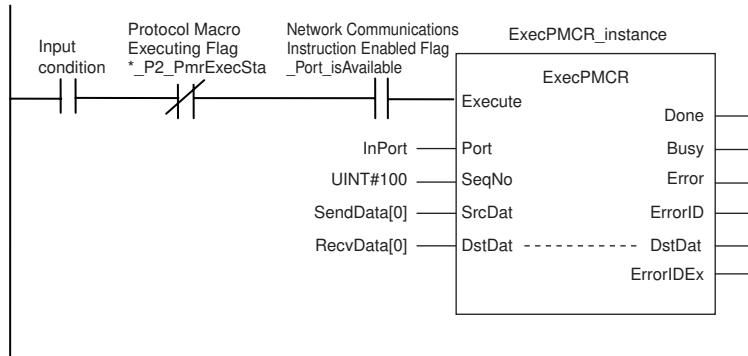 Input
condition
Protocol Macro
Executing Flag
*_P2_PmrExecSta
Network Communications
Instruction Enabled Flag
_Port_isAvailable
ExecPMCR_instance
ExecPMCR
Execute
Done
InPort
Port
Busy
UINT#100
SeqNo
Error
SendData[0]
SrcDat
ErrorID
RecvData[0]
DstDat
DstDat
ErrorIDEx